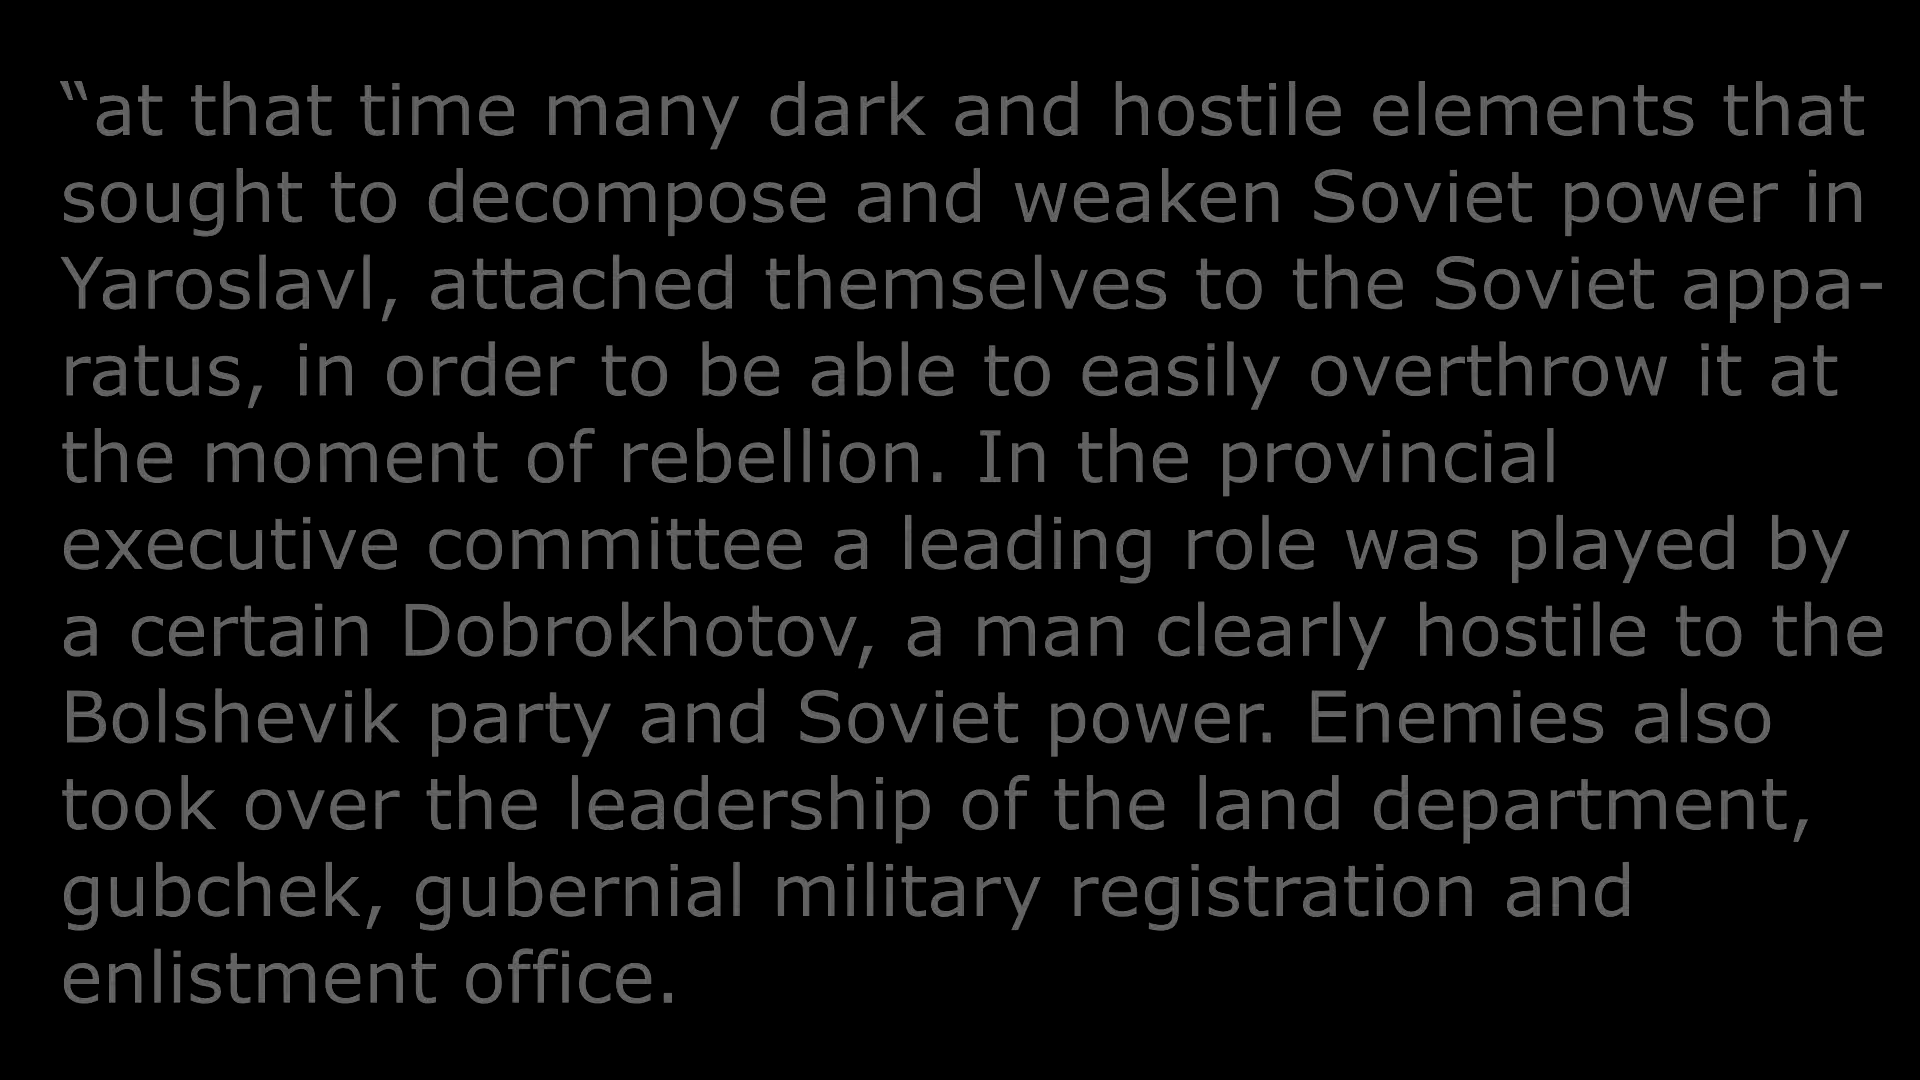 “at that time many dark and hostile elements that
sought to decompose and weaken Soviet power in
Yaroslavl, attached themselves to the Soviet appa-
ratus, in order to be able to easily overthrow it at
the moment of rebellion. In the provincial
executive committee a leading role was played by
a certain Dobrokhotov, a man clearly hostile to the
Bolshevik party and Soviet power. Enemies also
took over the leadership of the land department,
gubchek, gubernial military registration and
enlistment office.